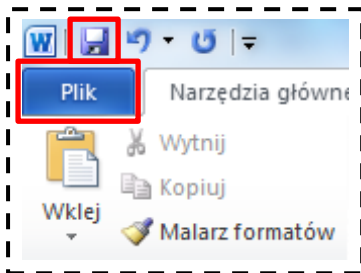 W
Plik Narzędzia główne
Wytnij
Kopiuj
Wklej
Malarz formatów